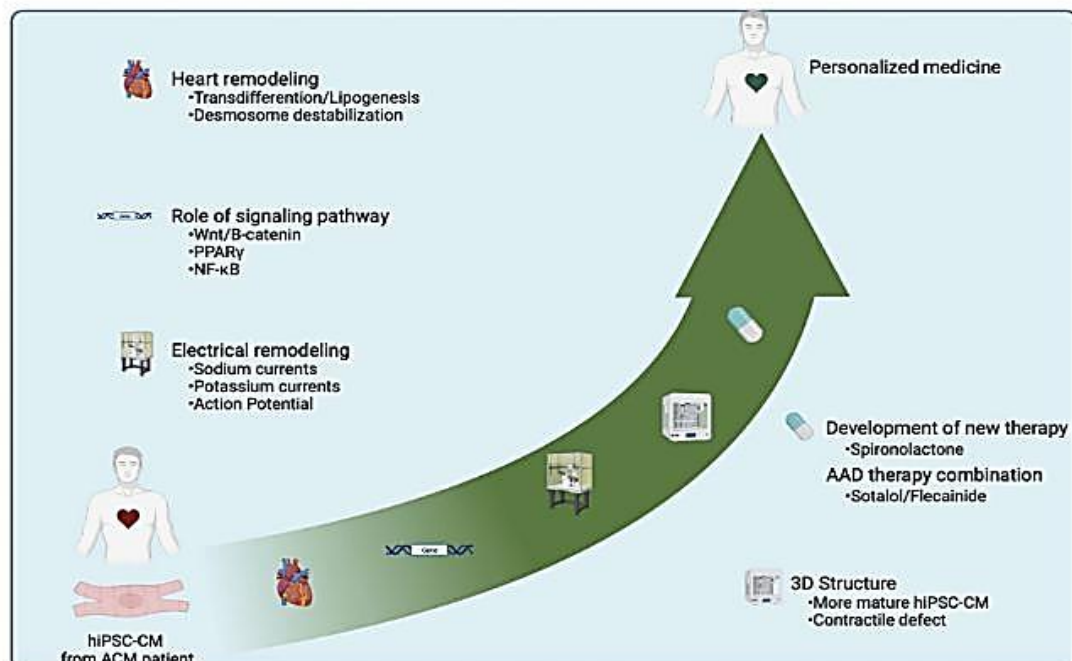 Heart remodeling
•Transdifferention/Lipogenesis
•Desmosome destabilization
Personalized medicine
Role of signaling pathway
•Wnt/B-catenin
•PPARγ
•NF-κB
Electrical remodeling
•Sodium currents
•Potassium currents
•Action Potential
Development of new therapy
•Spironolactone
AAD therapy combination
•Sotalol/Flecainide
Gene
3D Structure
•More mature hiPSC-CM
•Contractile defect
hiPSC-CM
from ACM patient